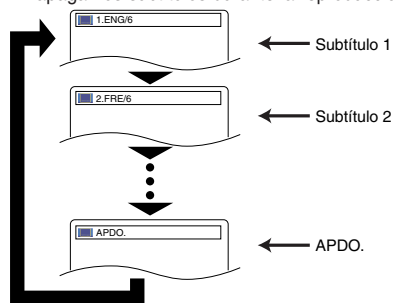 1.ENG/6
Subtítulo 1
2.FRE/6
Subtítulo 2
APDO.
APDO.